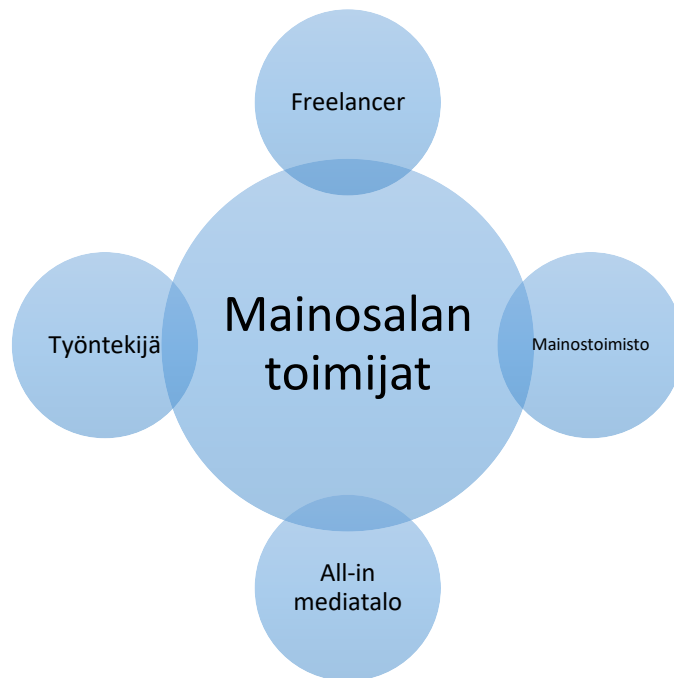 Freelancer
Mainosalan
toimijat
Työntekijä
Mainostoimisto
All-in
mediatalo